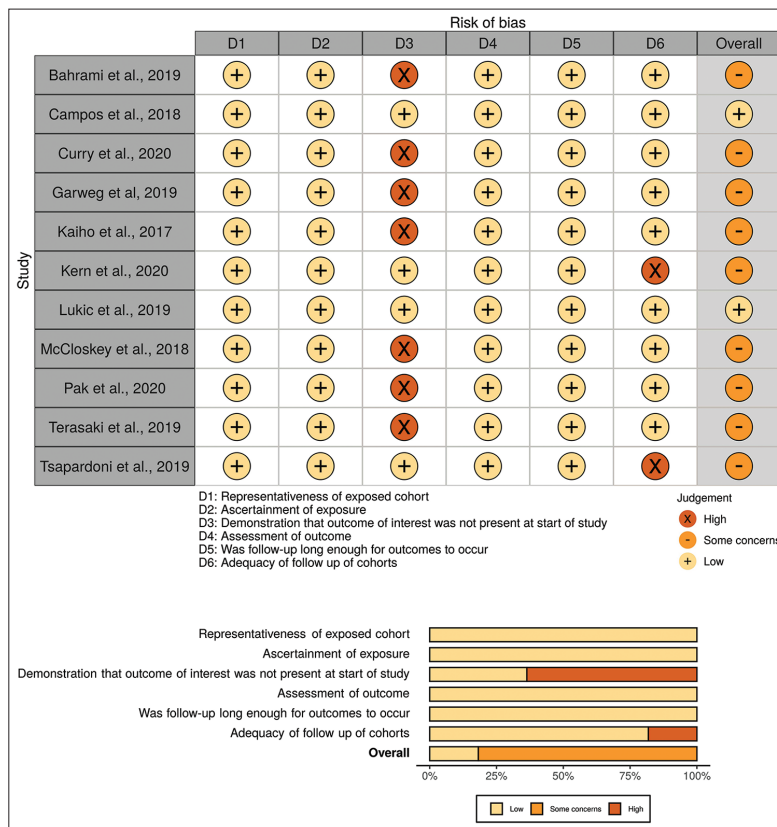 Risk of bias
D1 D2 D3 D4 D5 D6 Overall
Study
Bahrami et al., 2019 + + X + + + -
Campos et al., 2018 + + + + + + +
Curry et al., 2020 + + X + + + -
Garweg et al, 2019 + + X + + + -
Kaiho et al., 2017 + + X + + + -
Kern et al., 2020 + + + + + X -
Lukic et al., 2019 + + + + + + +
McCloskey et al., 2018 + + X + + + -
Pak et al., 2020 + + X + + + -
Terasaki et al., 2019 + + X + + + -
Tsapardoni et al., 2019 + + + + + X -
D1: Representativeness of exposed cohort
D2: Ascertainment of exposure
D3: Demonstration that outcome of interest was not present at start of study
D4: Assessment of outcome
D5: Was follow-up long enough for outcomes to occur
D6: Adequacy of follow up of cohorts
Judgement
X High
- Some concerns
+ Low
Representativeness of exposed cohort
Ascertainment of exposure
Demonstration that outcome of interest was not present at start of study
Assessment of outcome
Was follow-up long enough for outcomes to occur
Adequacy of follow up of cohorts
Overall
0% 25% 50% 75% 100%
Low Some concerns High